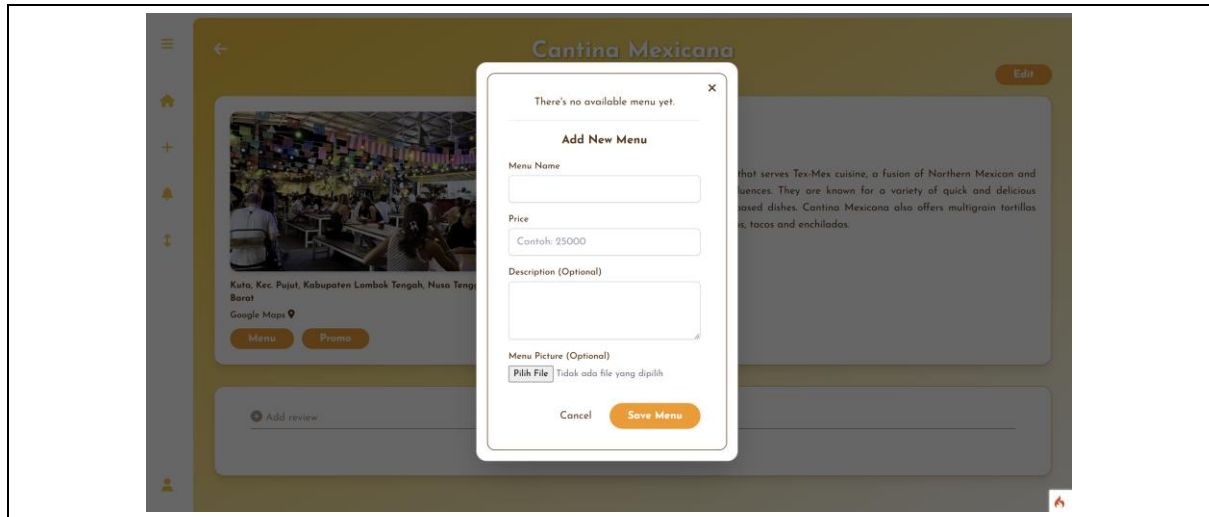 Cantina Mexicana
Edit
There's no available menu yet.
Add New Menu
Menu Name
Price
Contoh: 25000
Description (Optional)
Menu Picture (Optional)
Pilih File Tidak ada file yang dipilih
Cancel
Save Menu
that serves Tex-Mex cuisine, a fusion of Northern Mexican and
They are known for a variety of quick and delicious
dishes. Cantina Mexicana also offers multigrain tortillas
tacos and enchiladas.
Kuta, Kec. Pujut, Kabupaten Lombok Tengah, Nusa
Barat
Google Maps
Menu
Promo
Add review